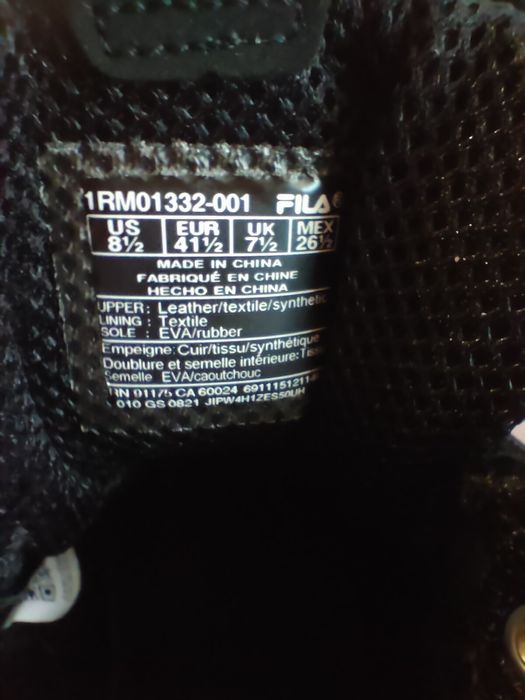 1RM01332-001 FILA
US EUR UK MEX
8½ 41½ 7½ 26½
MADE IN CHINA
FABRIQUÉ EN CHINE
HECHO EN CHINA
UPPER : Leather/textile/synthetic
LINING : Textile
SOLE : EVA/rubber
Empeigne: Cuir/tissu/synthétique
Doublure et semelle intérieure:
Semelle EVA/caoutchouc
RN 91175 CA 60024
010 GS 0821 JIPW4H1ZES50UH